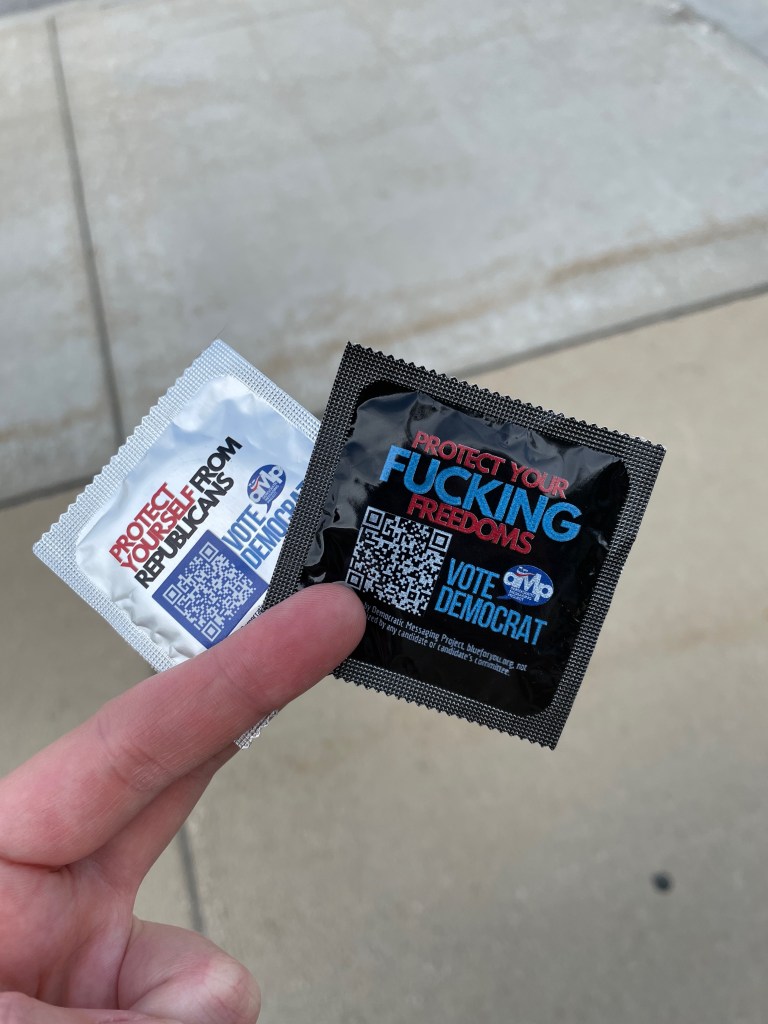 PROTECT
YOURSELF FROM
REPUBLICANS
VOTE
DEMOCRAT
PROTECT YOUR
FUCKING
FREEDOMS
VOTE
DEMOCRAT
DMP
by Democratic Messaging Project, blueforyou.org, not
by any candidate or candidate's committee.